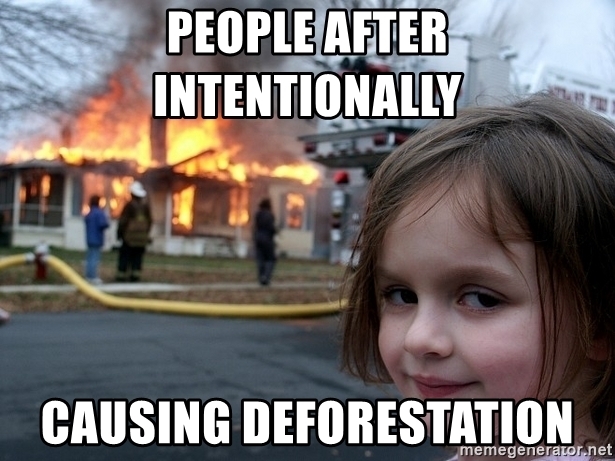 PEOPLE AFTER
INTENTIONALLY
CAUSING DEFORESTATION
memegenerator.net